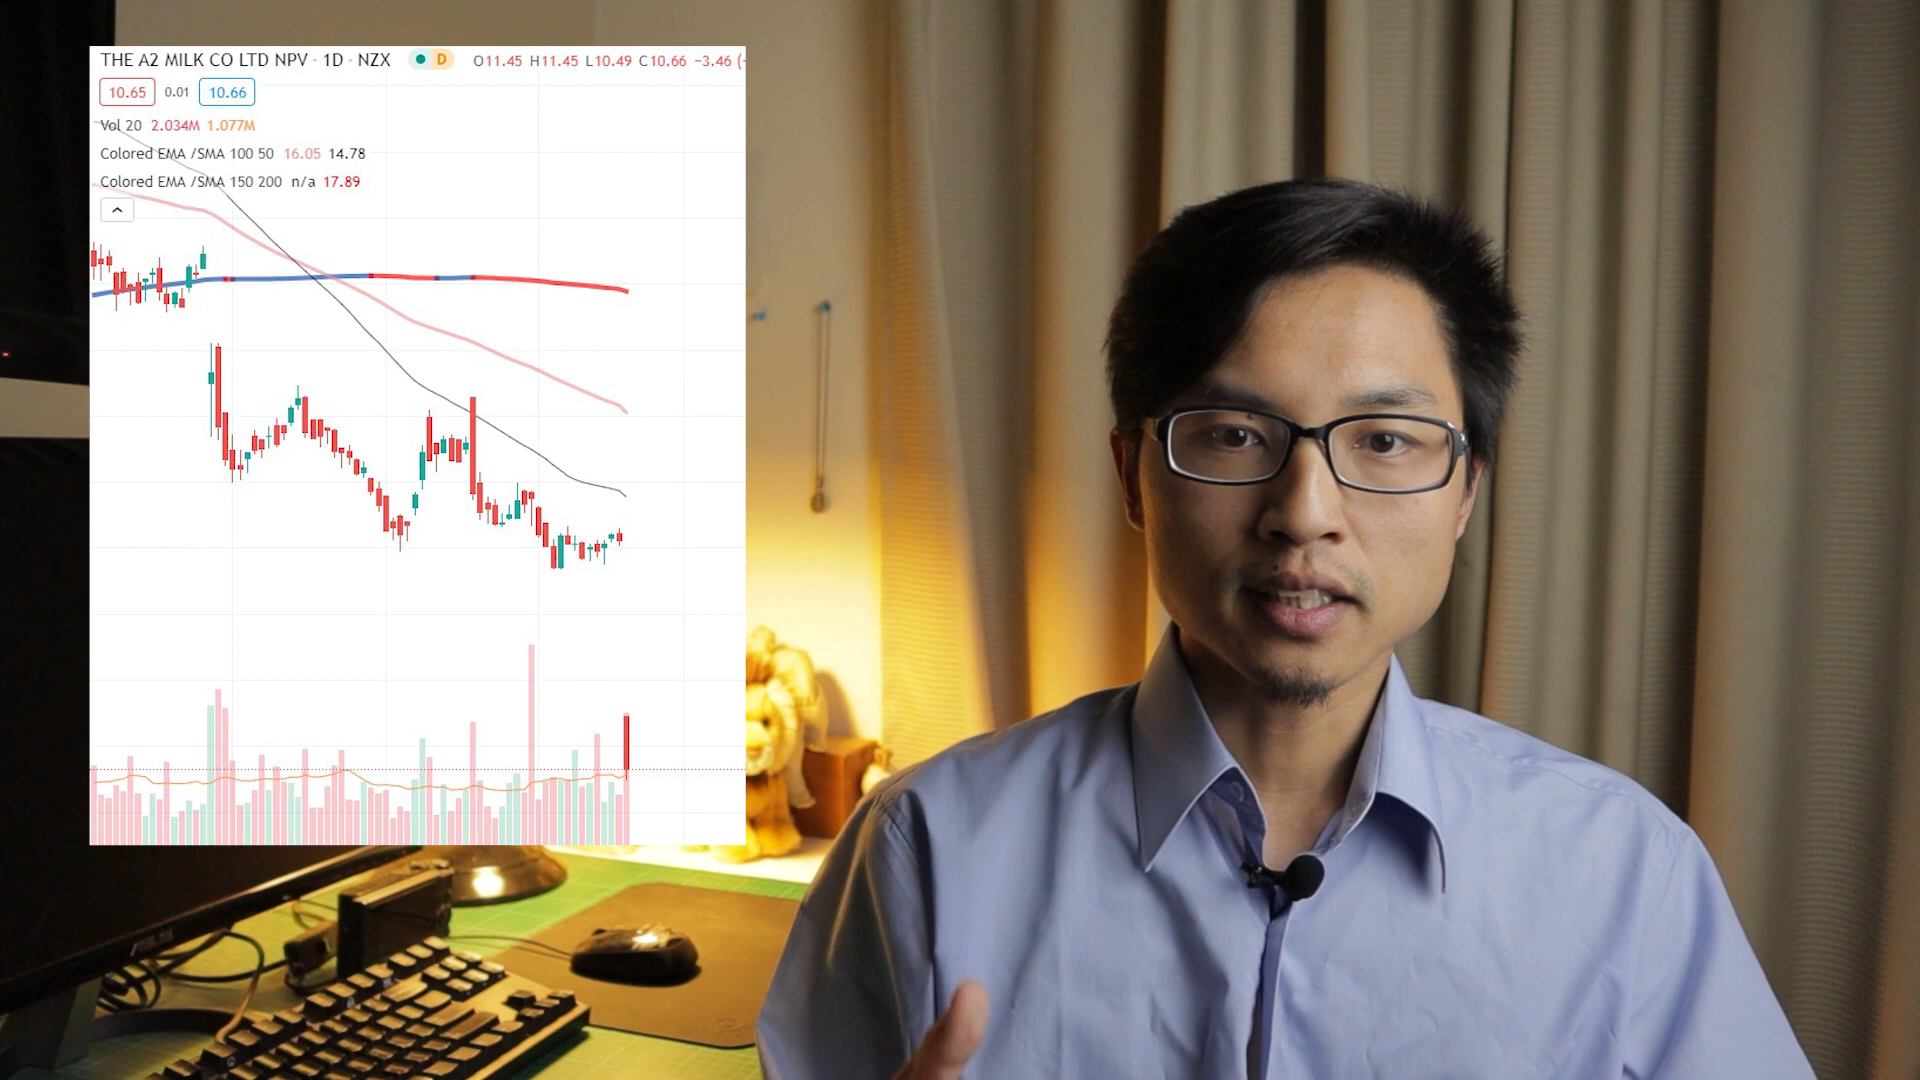 THE A2 MILK CO LTD NPV · 1D · NZX D O11.45 H11.45 L10.49 C10.66 −3.46 (-
10.65 0.01 10.66
Vol 20 2.034M 1.077M
Colored EMA /SMA 100 50 16.05 14.78
Colored EMA /SMA 150 200 n/a 17.89